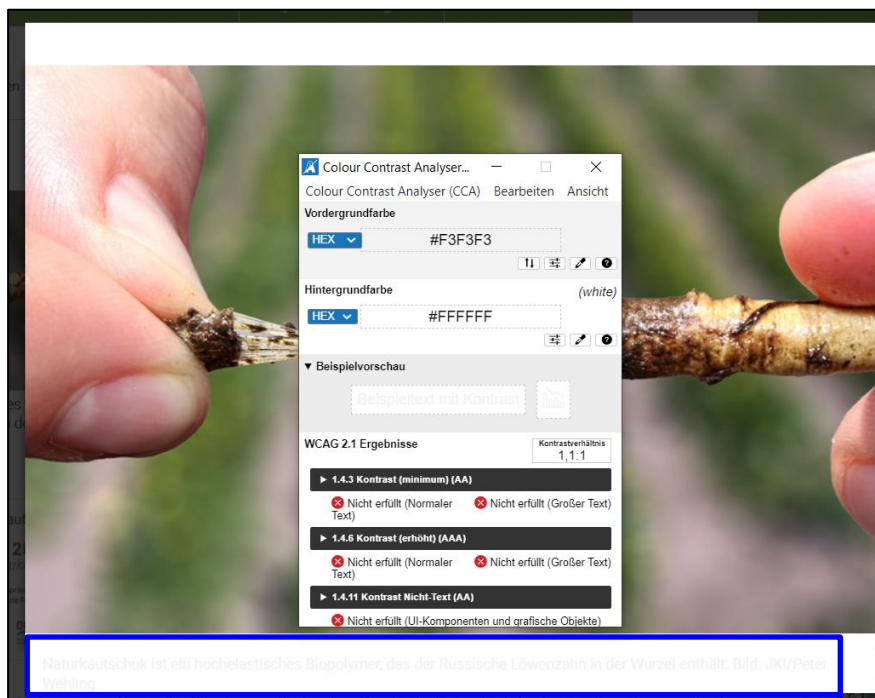 Colour Contrast Analyser...
Colour Contrast Analyser (CCA) Bearbeiten Ansicht
Vordergrundfarbe
HEX #F3F3F3
Hintergrundfarbe (white)
HEX #FFFFFF
▼ Beispielvorschau
Beispieltext mit Kontrast
WCAG 2.1 Ergebnisse
Kontrastverhältnis
1,1:1
▶ 1.4.3 Kontrast (minimum) (AA)
Nicht erfüllt (Normaler Text)
Nicht erfüllt (Großer Text)
▶ 1.4.6 Kontrast (erhöht) (AAA)
Nicht erfüllt (Normaler Text)
Nicht erfüllt (Großer Text)
▶ 1.4.11 Kontrast Nicht-Text (AA)
Nicht erfüllt (UI-Komponenten und grafische Objekte)
Naturkautschuk ist ein hochelastisches Biopolymer, das der Russische Löwenzahn in der Wurzel enthält. Bild: JKI/Peter
Wehling